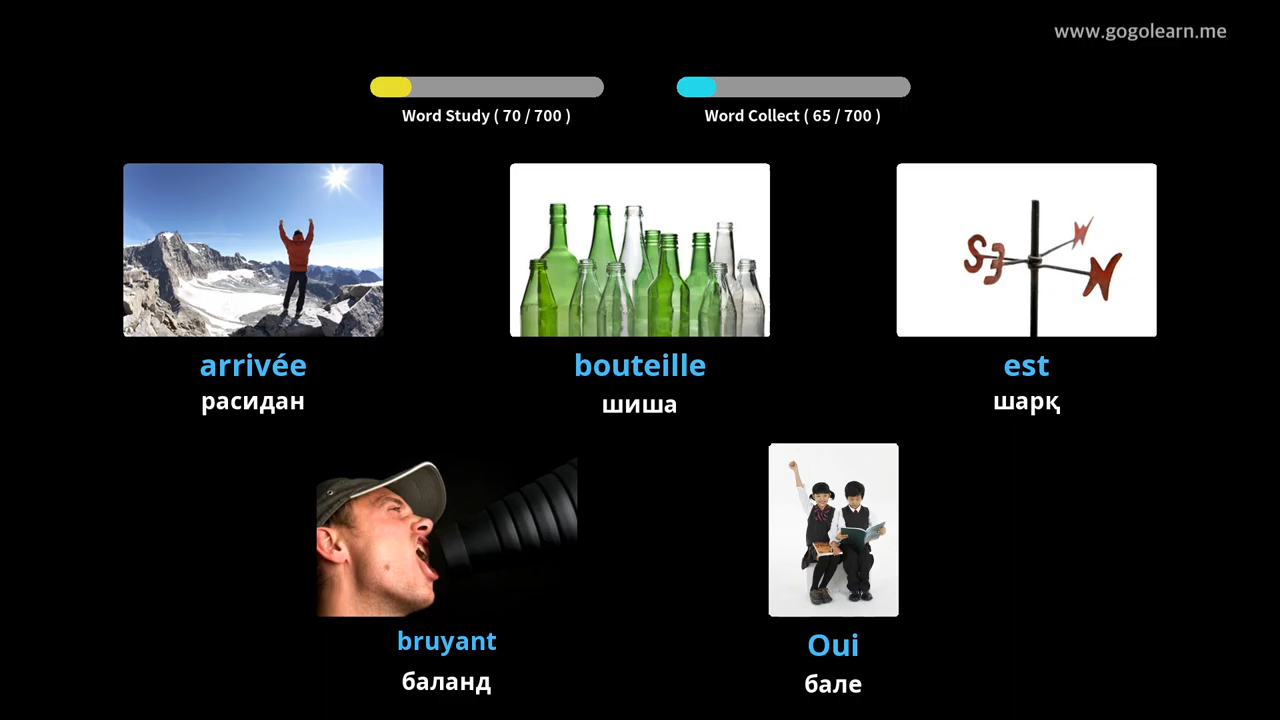 www.gogolearn.me
Word Study ( 70 / 700 )
Word Collect ( 65 / 700 )
S E N N
arrivée
расидан
bouteille
шиша
est
шарқ
bruyant
баланд
Oui
бале